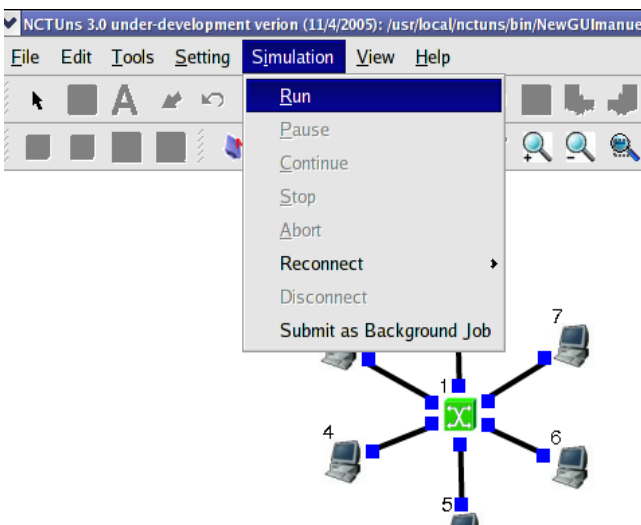 NCTUns 3.0 under-development verion (11/4/2005): /usr/local/nctuns/bin/NewGUImanue
File Edit Tools Setting Simulation View Help
A
Run
Pause
Continue
Stop
Abort
Reconnect
Disconnect
Submit as Background Job
7
1
4
6
5